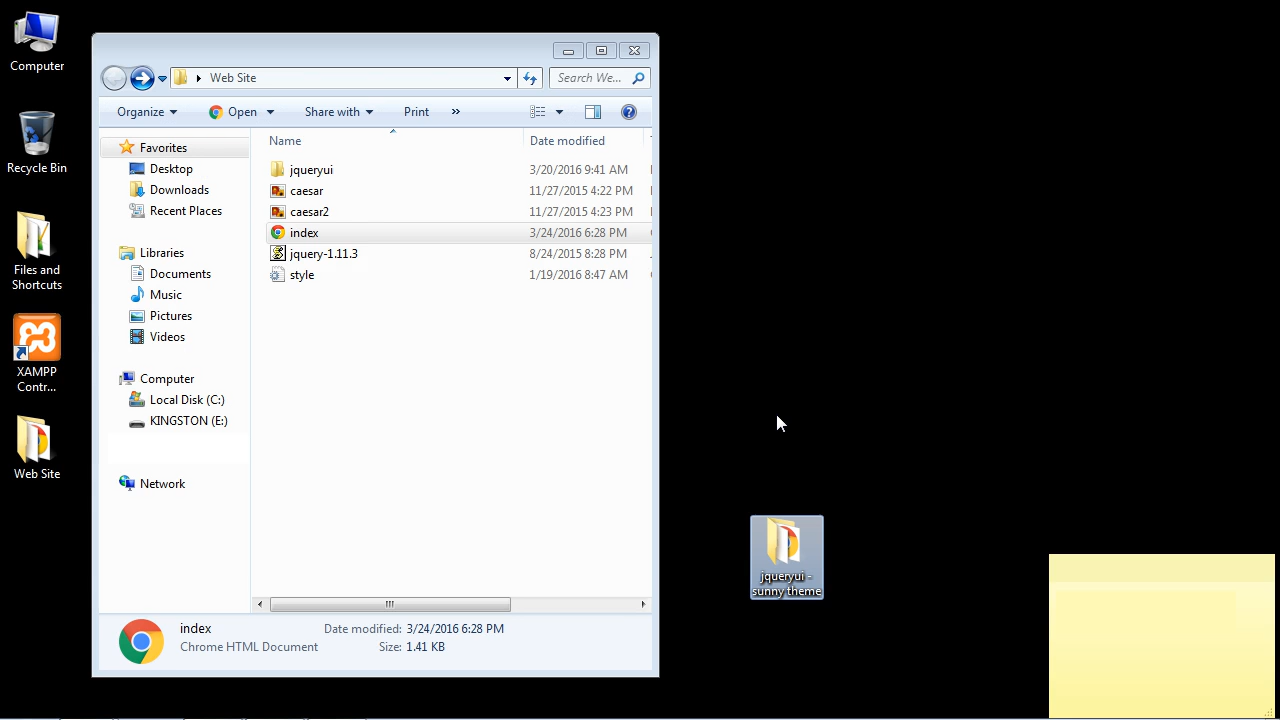 Computer
Recycle Bin
Files and
Shortcuts
XAMPP
Contr...
Web Site
Web Site
Search We...
Organize
Open
Share with
Print
»
Name
Date modified
Favorites
Desktop
Downloads
Recent Places
Libraries
Documents
Music
Pictures
Videos
Computer
Local Disk (C:)
KINGSTON (E:)
Network
jqueryui 3/20/2016 9:41 AM
caesar 11/27/2015 4:22 PM
caesar2 11/27/2015 4:23 PM
index 3/24/2016 6:28 PM
jquery-1.11.3 8/24/2015 8:28 PM
style 1/19/2016 8:47 AM
index Date modified: 3/24/2016 6:28 PM
Chrome HTML Document Size: 1.41 KB
jqueryui -
sunny theme